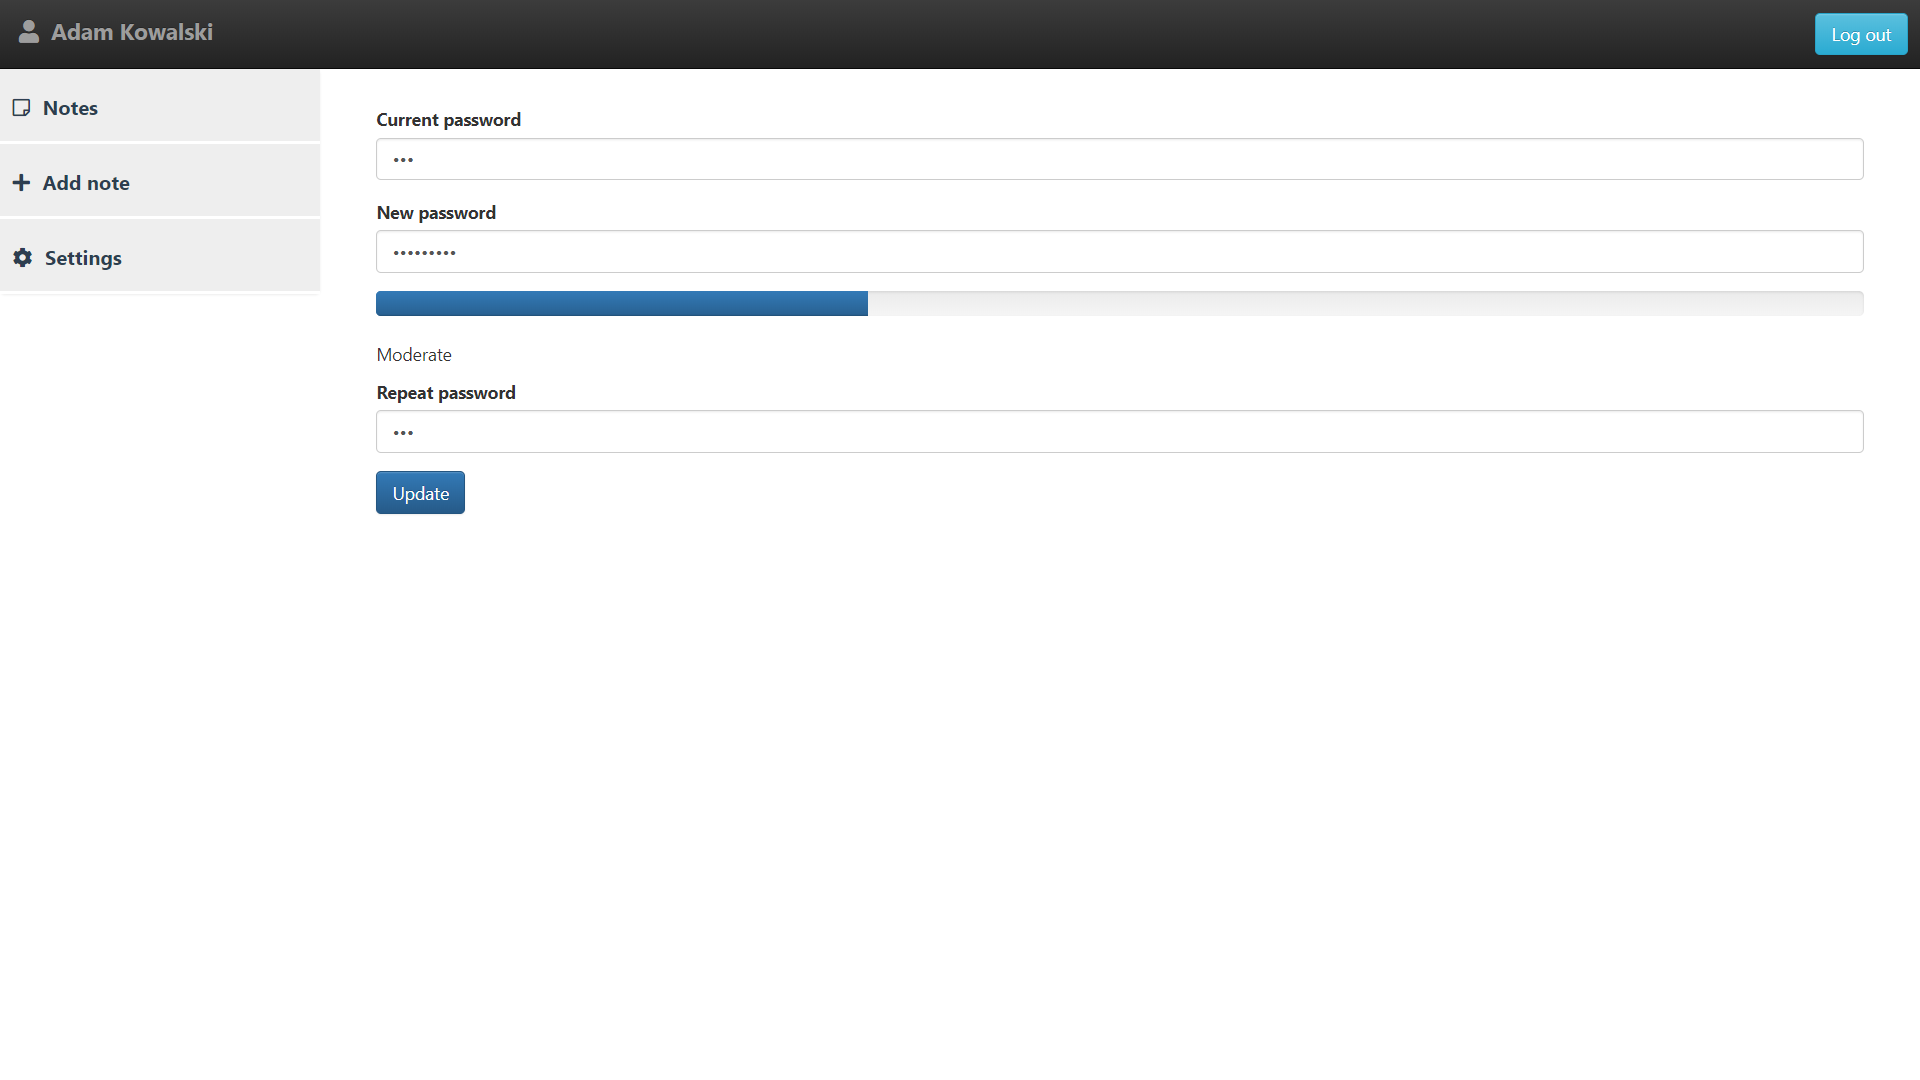 Adam Kowalski
Log out
Notes
Add note
Settings
Current password
•••
New password
•••••••••
Moderate
Repeat password
•••
Update